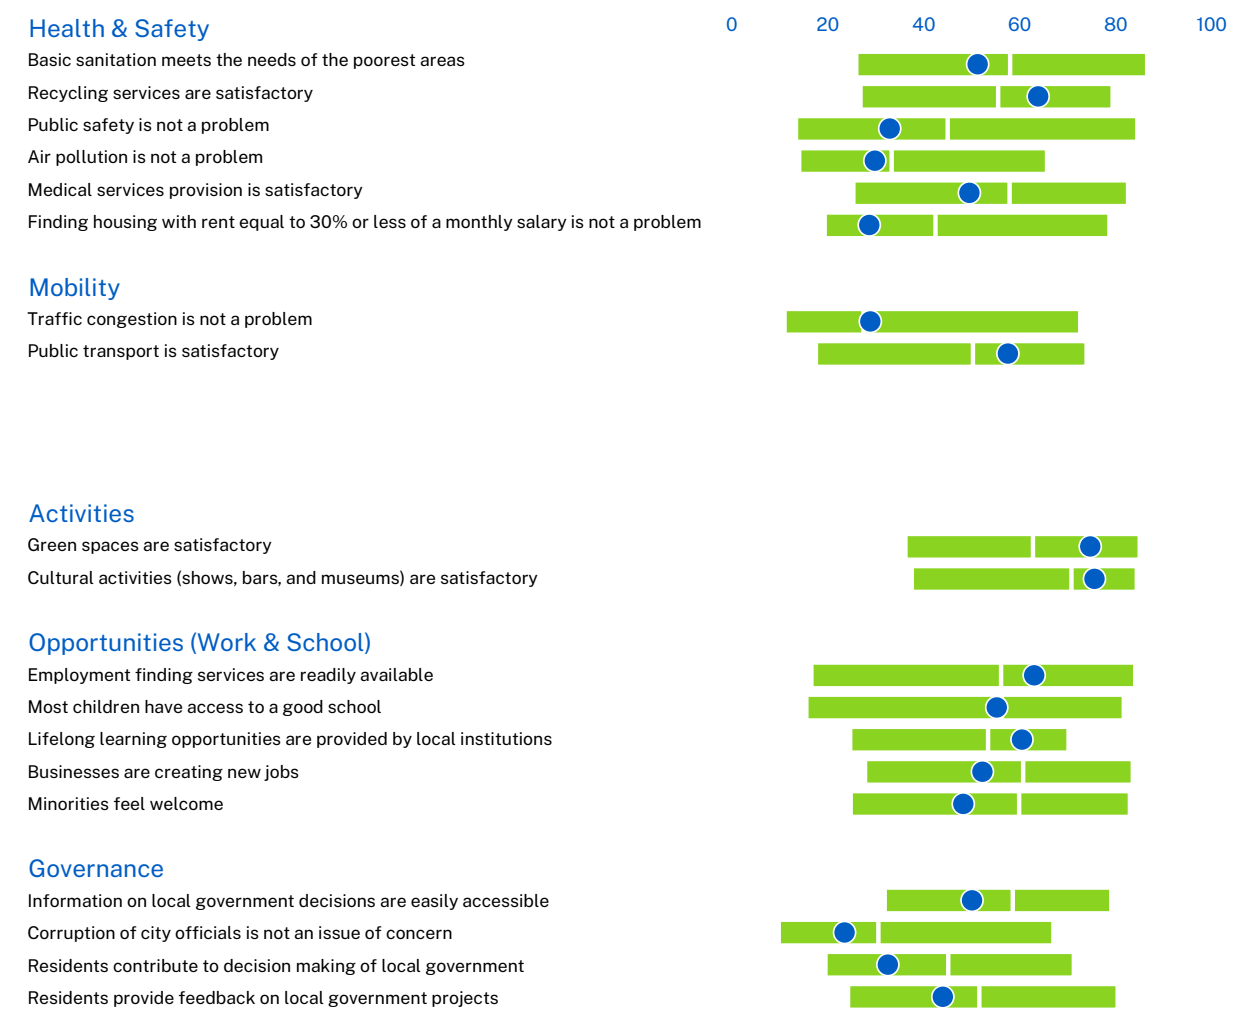 Health & Safety
0 20 40 60 80 100
Basic sanitation meets the needs of the poorest areas
Recycling services are satisfactory
Public safety is not a problem
Air pollution is not a problem
Medical services provision is satisfactory
Finding housing with rent equal to 30% or less of a monthly salary is not a problem
Mobility
Traffic congestion is not a problem
Public transport is satisfactory
Activities
Green spaces are satisfactory
Cultural activities (shows, bars, and museums) are satisfactory
Opportunities (Work & School)
Employment finding services are readily available
Most children have access to a good school
Lifelong learning opportunities are provided by local institutions
Businesses are creating new jobs
Minorities feel welcome
Governance
Information on local government decisions are easily accessible
Corruption of city officials is not an issue of concern
Residents contribute to decision making of local government
Residents provide feedback on local government projects